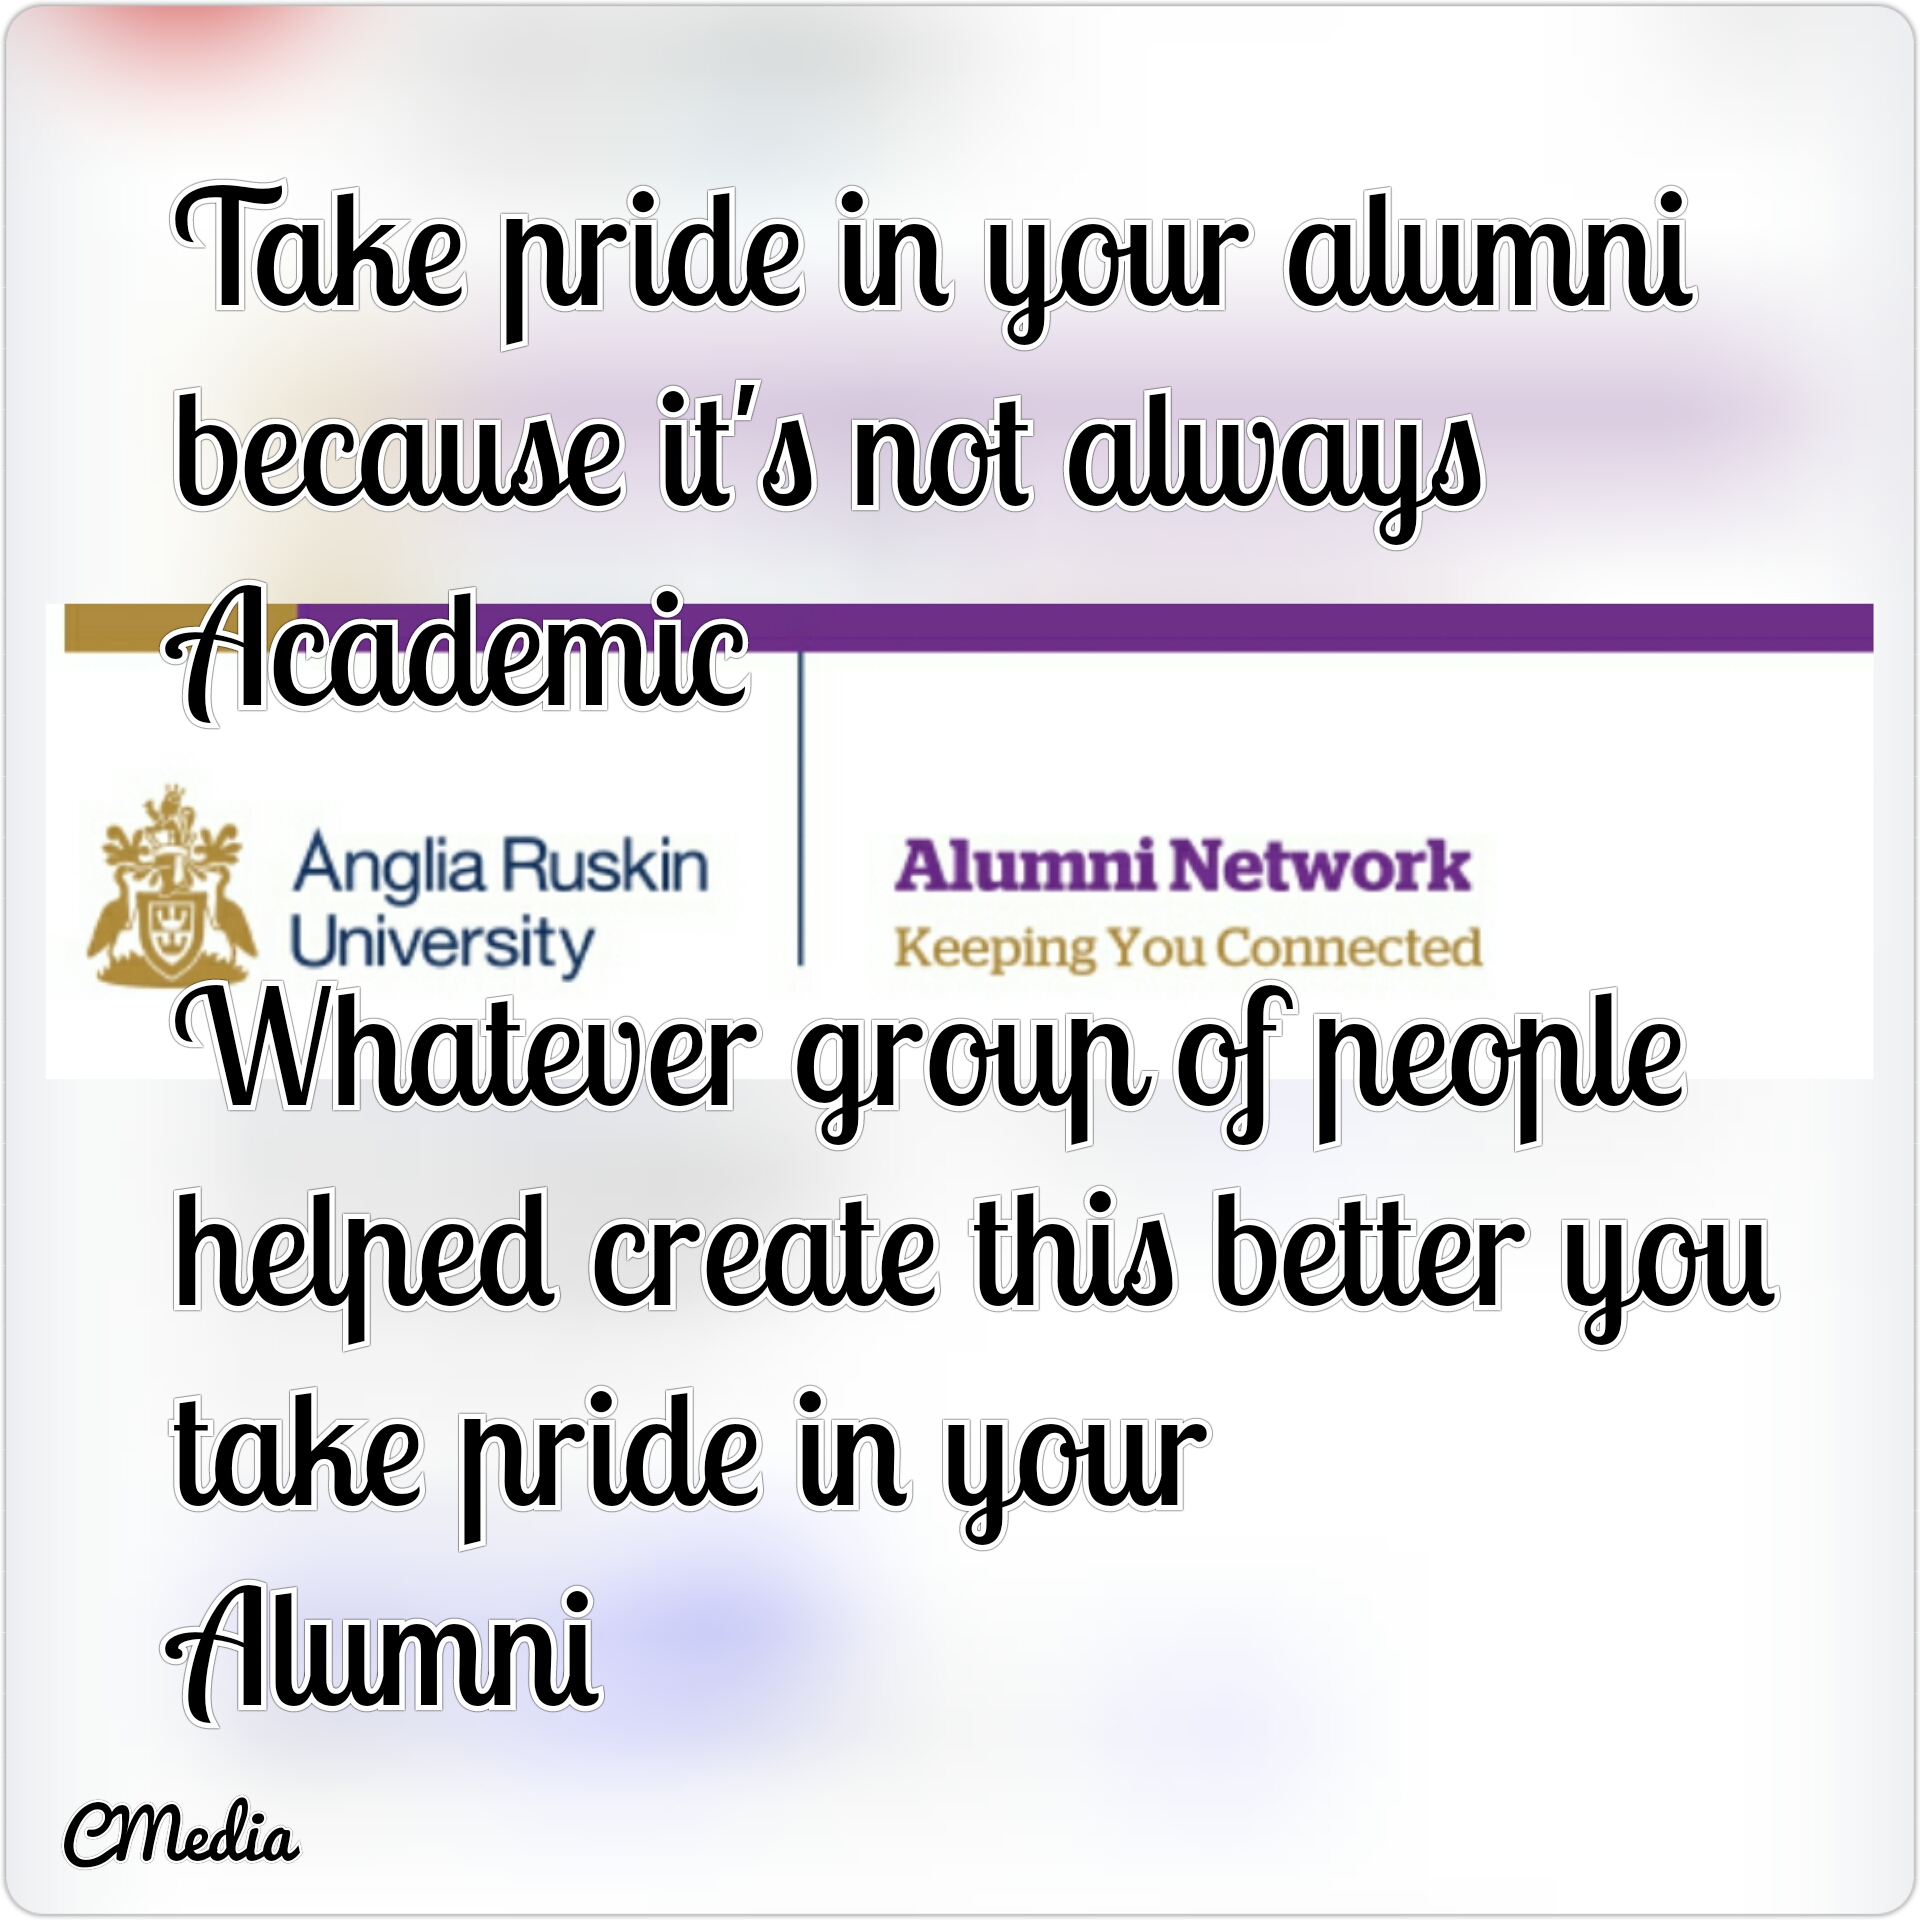 Take pride in your alumni
because it's not always
Academic
Anglia Ruskin
University
Alumni Network
Keeping You Connected
Whatever group of people
helped create this better you
take pride in your
Alumni
CMedia